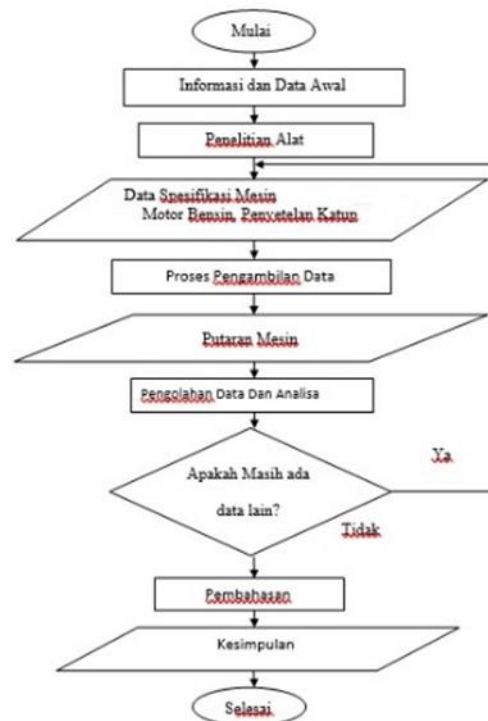 Mulai
Informasi dan Data Awal
Penelitian Alat
Data Spesifikasi Mesin
Motor Bensin, Penyetelan Katup
Proses Pengambilan Data
Putaran Mesin
Pengolahan Data Dan Analisa
Apakah Masih ada
data lain?
Ya
Tidak
Pembahasan
Kesimpulan
Selesai